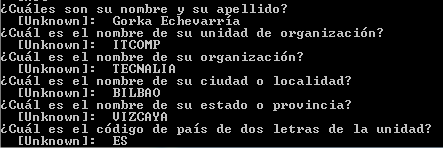 ¿Cuáles son su nombre y su apellido?
[Unknown]: Gorka Echevarría
¿Cuál es el nombre de su unidad de organización?
[Unknown]: ITCOMP
¿Cuál es el nombre de su organización?
[Unknown]: TECNALIA
¿Cuál es el nombre de su ciudad o localidad?
[Unknown]: BILBAO
¿Cuál es el nombre de su estado o provincia?
[Unknown]: VIZCAYA
¿Cuál es el código de país de dos letras de la unidad?
[Unknown]: ES